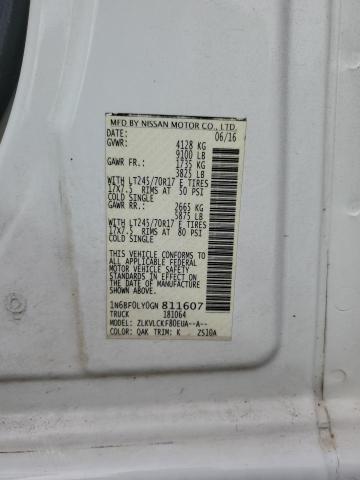 MFD BY NISSAN MOTOR CO., LTD.
DATE: 06/16
GVWR: 4128 KG
9100 LB
GAWR FR: 1735 KG
3825 LB
WITH LT245/70R17 E TIRES
17X7.5 RIMS AT 50 PSI
COLD SINGLE
GAWR RR: 2665 KG
5875 LB
WITH LT245/70R17 E TIRES
17X7.5 RIMS AT 80 PSI
COLD SINGLE
THIS VEHICLE CONFORMS TO
ALL APPLICABLE FEDERAL
MOTOR VEHICLE SAFETY
STANDARDS IN EFFECT ON
THE DATE OF MANUFACTURE
SHOWN ABOVE.
1N6BF0LY0GN 811607
TRUCK 181064
MODEL: ZLKVLCKF80EUA--A--
COLOR: QAK TRIM: K ZS10A